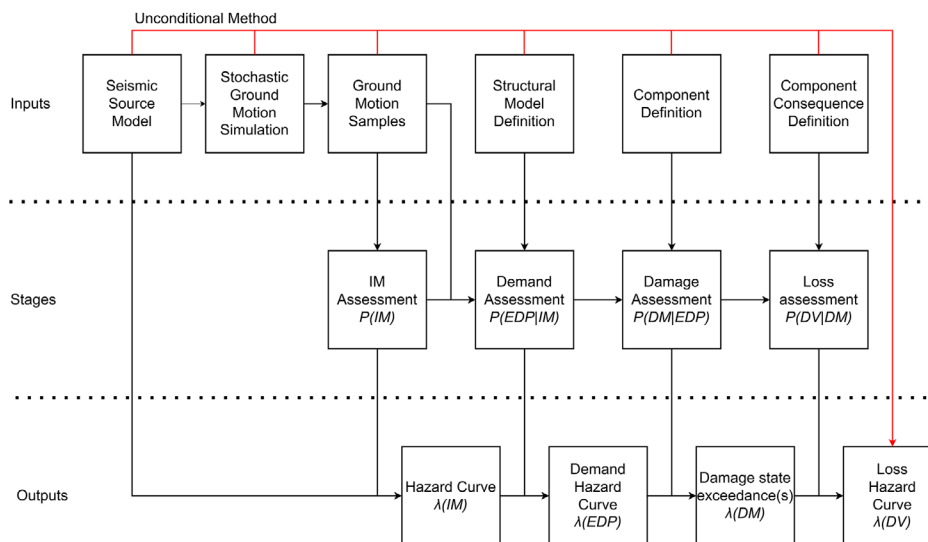 Unconditional Method
Inputs
Seismic
Source
Model
Stochastic
Ground
Motion
Simulation
Ground
Motion
Samples
Structural
Model
Definition
Component
Definition
Component
Consequence
Definition
Stages
IM
Assessment
P(IM)
Demand
Assessment
P(EDP|IM)
Damage
Assessment
P(DM|EDP)
Loss
assessment
P(DV|DM)
Outputs
Hazard Curve
λ(IM)
Demand
Hazard
Curve
λ(EDP)
Damage state
exceedance(s)
λ(DM)
Loss
Hazard
Curve
λ(DV)